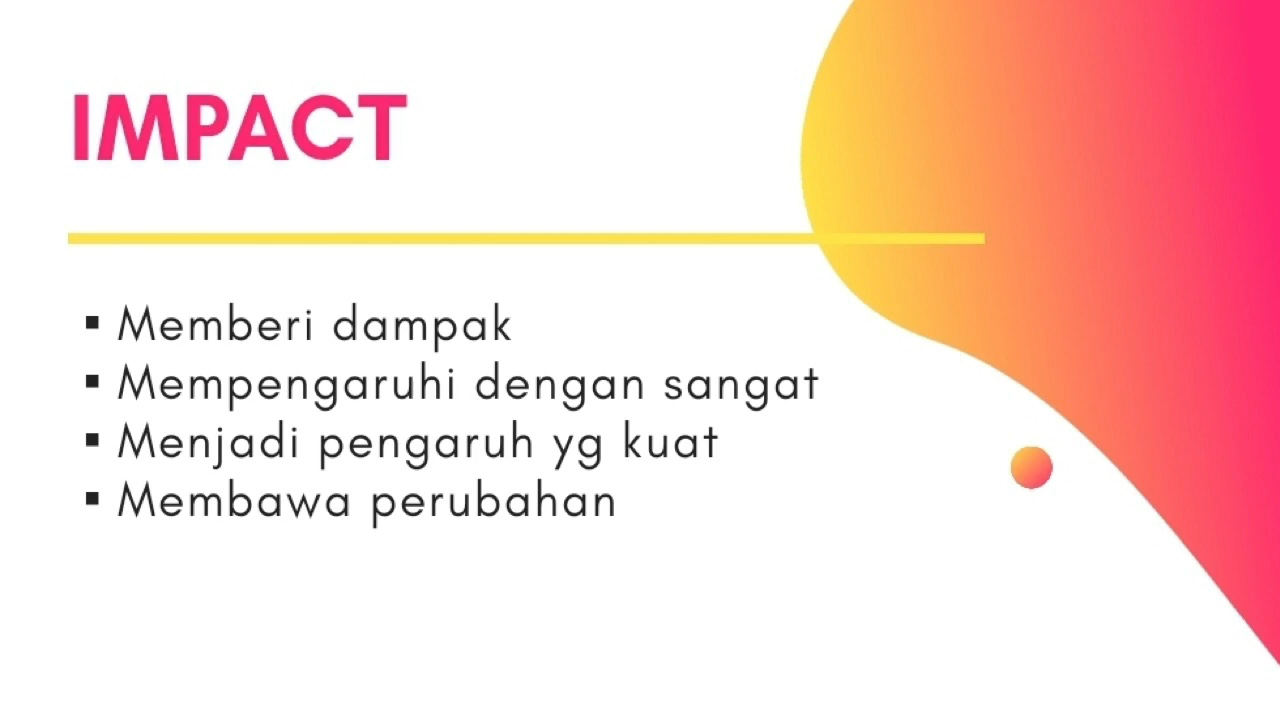 IMPACT
▪ Memberi dampak
▪ Mempengaruhi dengan sangat
▪ Menjadi pengaruh yg kuat
▪ Membawa perubahan